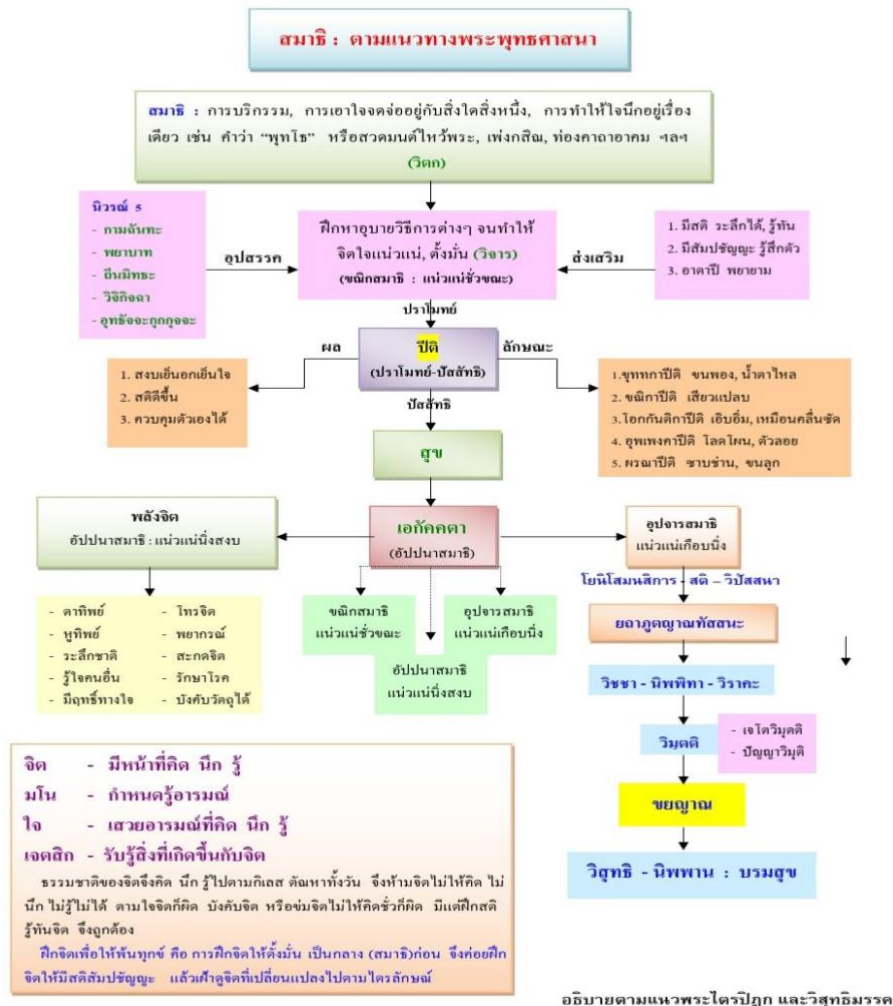 สมาธิ : ตามแนวทางพระพุทธศาสนา
สมาธิ : การบริกรรม, การเอาใจจดจ่ออยู่กับสิ่งใดสิ่งหนึ่ง, การทำให้ใจนึกอยู่เรื่อง
เดียว เช่น คำว่า “พุทโธ” หรือสวดมนต์ไหว้พระ, เพ่งกสิณ, ท่องคาถาอาคม ฯลฯ
(วิตก)
นิวรณ์ 5
- กามฉันทะ
- พยาบาท
- ถีนมิทธะ
- วิจิกิจฉา
- อุทธัจจะกุกกุจจะ
อุปสรรค
ฝึกหาอุบายวิธีการต่างๆ จนทำให้
จิตใจแน่วแน่, ตั้งมั่น (วิจาร)
(ขณิกสมาธิ : แน่วแน่ชั่วขณะ)
ส่งเสริม
1. มีสติ ระลึกได้, รู้ทัน
2. มีสัมปชัญญะ รู้สึกตัว
3. อาตาปี พยายาม
ปราโมทย์
ผล
ปีติ
(ปราโมทย์-ปัสสัทธิ)
ลักษณะ
1. สงบเย็นอกเย็นใจ
2. สติดีขึ้น
3. ควบคุมตัวเองได้
1.ขุททกาปีติ ขนพอง, น้ำตาไหล
2. ขณิกาปีติ เสียวแปลบ
3.โอกกันติกาปีติ เอิบอิ่ม, เหมือนคลื่นซัด
4. อุพเพงคาปีติ โลดโผน, ตัวลอย
5. ผรณาปีติ ซาบซ่าน, ขนลุก
ปัสสัทธิ
สุข
พลังจิต
อัปปนาสมาธิ : แน่วแน่นิ่งสงบ
เอกัคคตา
(อัปปนาสมาธิ)
อุปจารสมาธิ
แน่วแน่เกือบนิ่ง
โยนิโสมนสิการ - สติ – วิปัสสนา
- ตาทิพย์
- หูทิพย์
- ระลึกชาติ
- รู้ใจคนอื่น
- มีฤทธิ์ทางใจ
- โทรจิต
- พยากรณ์
- สะกดจิต
- รักษาโรค
- บังคับวัตถุได้
ขณิกสมาธิ
แน่วแน่ชั่วขณะ
อุปจารสมาธิ
แน่วแน่เกือบนิ่ง
อัปปนาสมาธิ
แน่วแน่นิ่งสงบ
ยถาภูตญาณทัสสนะ
วิชชา - นิพพิทา - วิราคะ
วิมุตติ
- เจโตวิมุตติ
- ปัญญาวิมุติ
ขยญาณ
วิสุทธิ - นิพพาน : บรมสุข
จิต - มีหน้าที่คิด นึก รู้
มโน - กำหนดรู้อารมณ์
ใจ - เสวยอารมณ์ที่คิด นึก รู้
เจตสิก - รับรู้สิ่งที่เกิดขึ้นกับจิต
ธรรมชาติของจิตจึงคิด นึก รู้ไปตามกิเลส ตัณหาทั้งวัน จึงห้ามจิตไม่ให้คิด ไม่
นึก ไม่รู้ไม่ได้ ตามใจจิตก็ผิด บังคับจิต หรือข่มจิตไม่ให้คิดชั่วก็ผิด มีแต่ฝึกสติ
รู้ทันจิต จึงถูกต้อง
ฝึกจิตเพื่อให้พ้นทุกข์ คือ การฝึกจิตให้ตั้งมั่น เป็นกลาง (สมาธิ)ก่อน จึงค่อยฝึก
จิตให้มีสติสัมปชัญญะ แล้วเฝ้าดูจิตที่เปลี่ยนแปลงไปตามไตรลักษณ์
อธิบายตามแนวพระไตรปิฎก และวิสุทธิมรรค